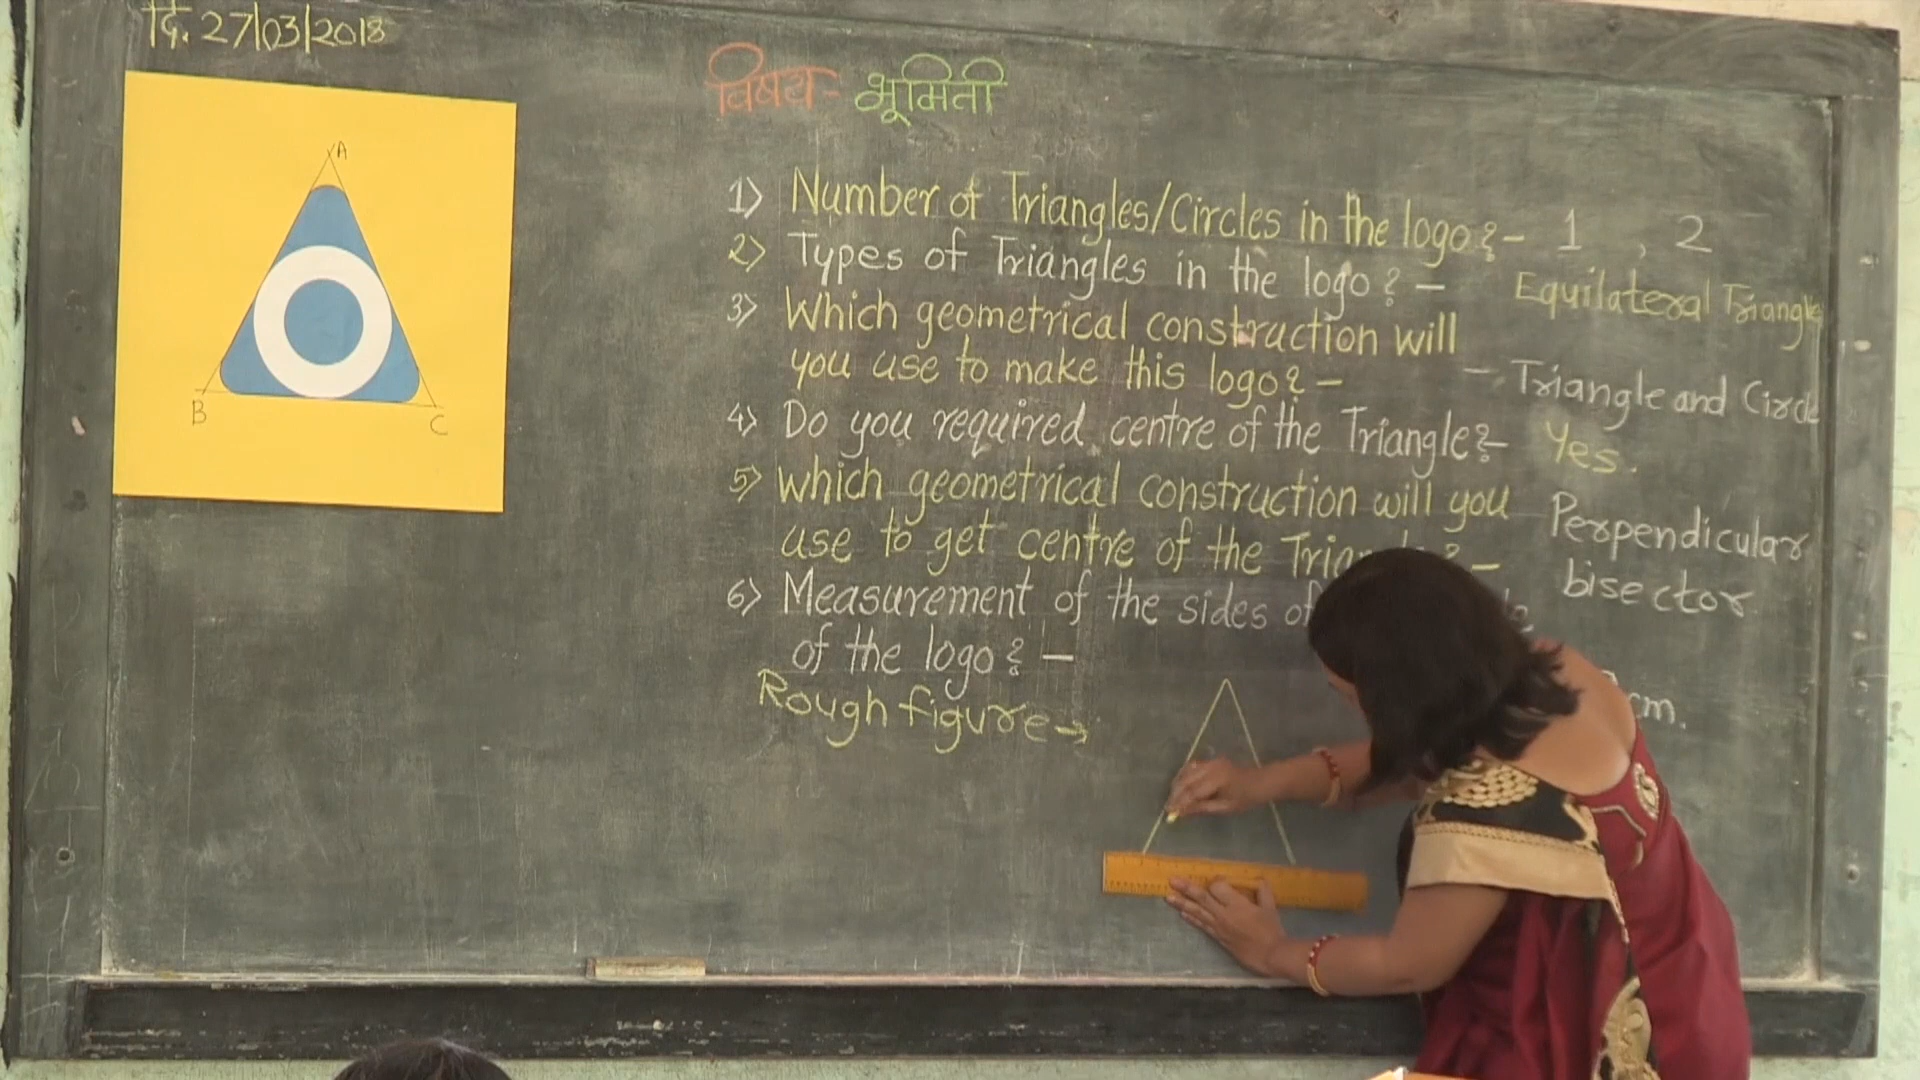 दि. 27/03/2018
विषय - भूमिती
A
B
C
1) Number of Triangles/Circles in the logo? - 1 , 2
2) Types of Triangles in the logo? - Equilateral Triangle
3) Which geometrical construction will
you use to make this logo? - - Triangle and Circle
4) Do you required centre of the Triangle? - Yes.
5) which geometrical construction will you
use to get centre of the - Perpendicular
bisector
6) Measurement of the sides of
of the logo? - cm.
Rough figure →